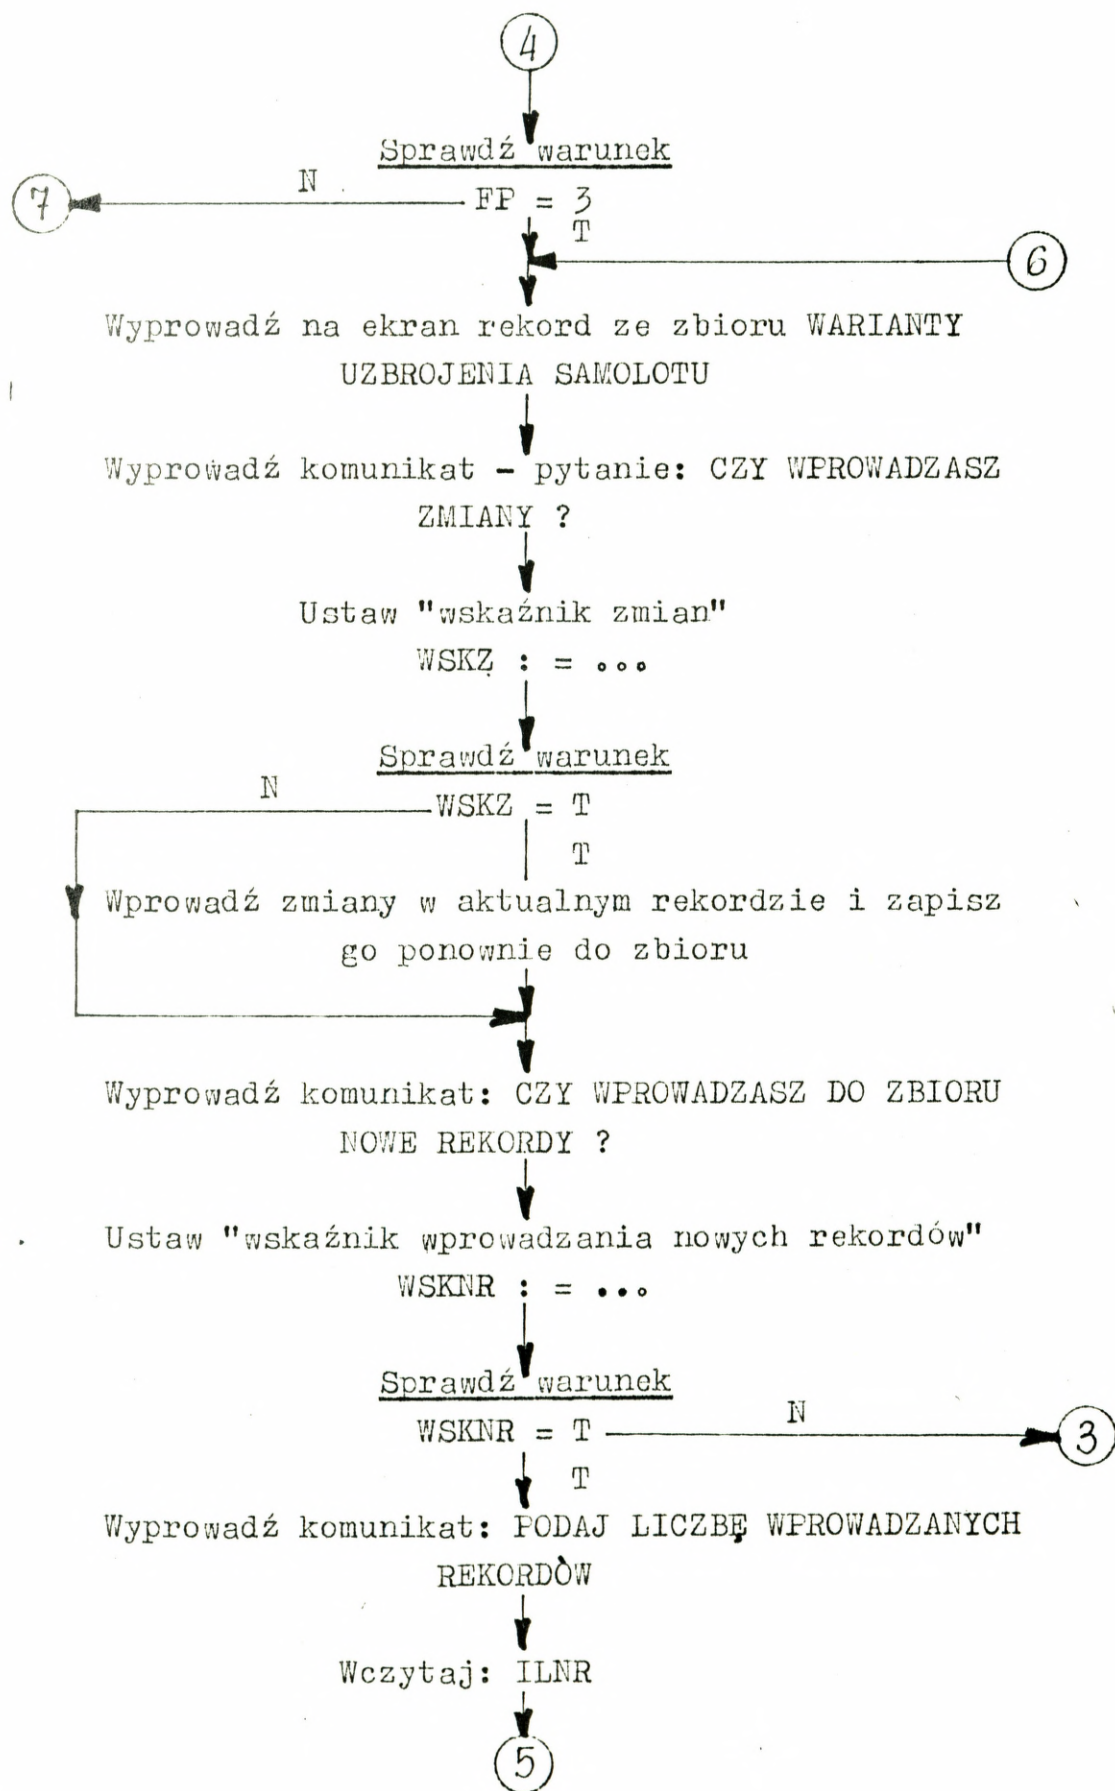 4
Sprawdź warunek
N
7
FP = 3
T
6
Wyprowadź na ekran rekord ze zbioru WARIANTY
UZBROJENIA SAMOLOTU
Wyprowadź komunikat - pytanie: CZY WPROWADZASZ
ZMIANY ?
Ustaw "wskaźnik zmian"
WSKZ : = ...
Sprawdź warunek
N
WSKZ = T
T
Wprowadź zmiany w aktualnym rekordzie i zapisz
go ponownie do zbioru
Wyprowadź komunikat: CZY WPROWADZASZ DO ZBIORU
NOWE REKORDY ?
Ustaw "wskaźnik wprowadzania nowych rekordów"
WSKNR : = ...
Sprawdź warunek
N
WSKNR = T
3
T
Wyprowadź komunikat: PODAJ LICZBĘ WPROWADZANYCH
REKORDÒW
Wczytaj: ILNR
5